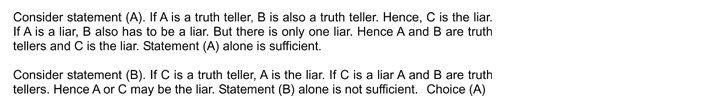 Consider statement (A). If A is a truth teller, B is also a truth teller. Hence, C is the liar.
If A is a liar, B also has to be a liar. But there is only one liar. Hence A and B are truth
tellers and C is the liar. Statement (A) alone is sufficient.
Consider statement (B). If C is a truth teller, A is the liar. If C is a liar A and B are truth
tellers. Hence A or C may be the liar. Statement (B) alone is not sufficient. Choice (A)